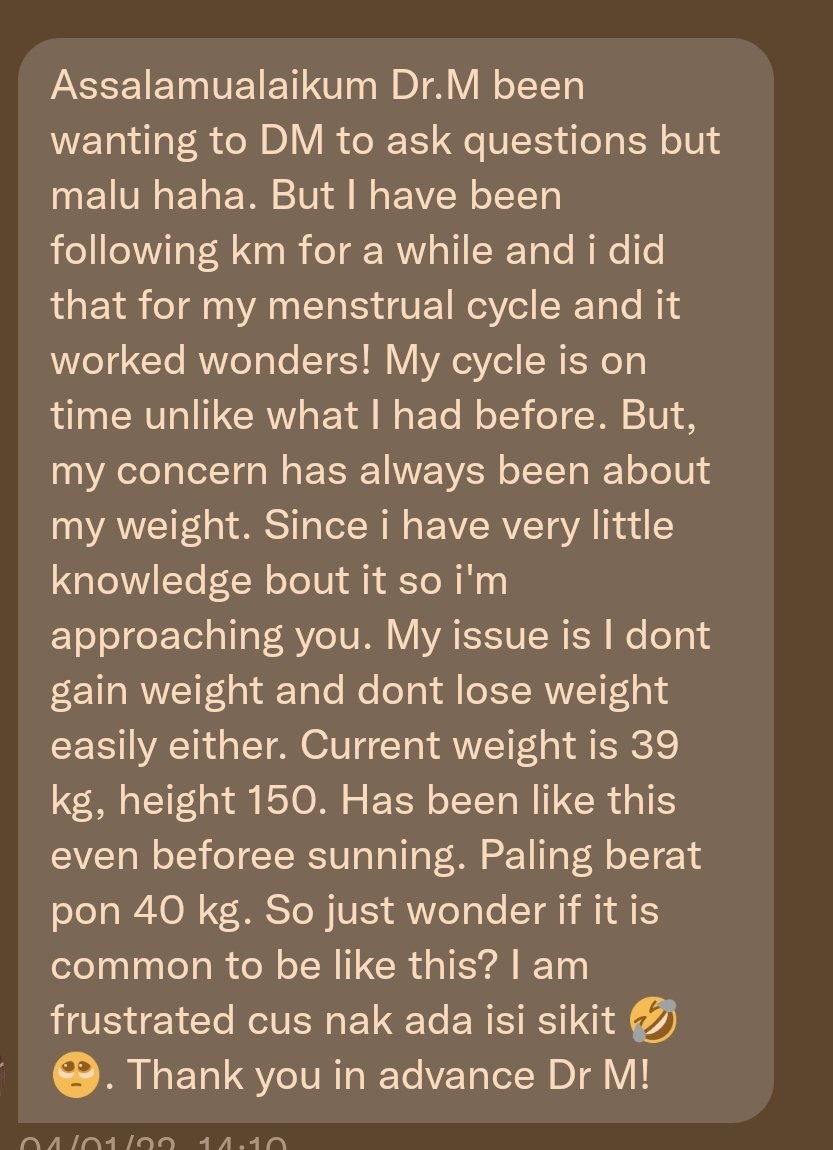 Assalamualaikum Dr.M been
wanting to DM to ask questions but
malu haha. But I have been
following km for a while and i did
that for my menstrual cycle and it
worked wonders! My cycle is on
time unlike what I had before. But,
my concern has always been about
my weight. Since i have very little
knowledge bout it so i'm
approaching you. My issue is I dont
gain weight and dont lose weight
easily either. Current weight is 39
kg, height 150. Has been like this
even beforee sunning. Paling berat
pon 40 kg. So just wonder if it is
common to be like this? I am
frustrated cus nak ada isi sikit 🤣
🥺. Thank you in advance Dr M!
04/01/22, 14:10